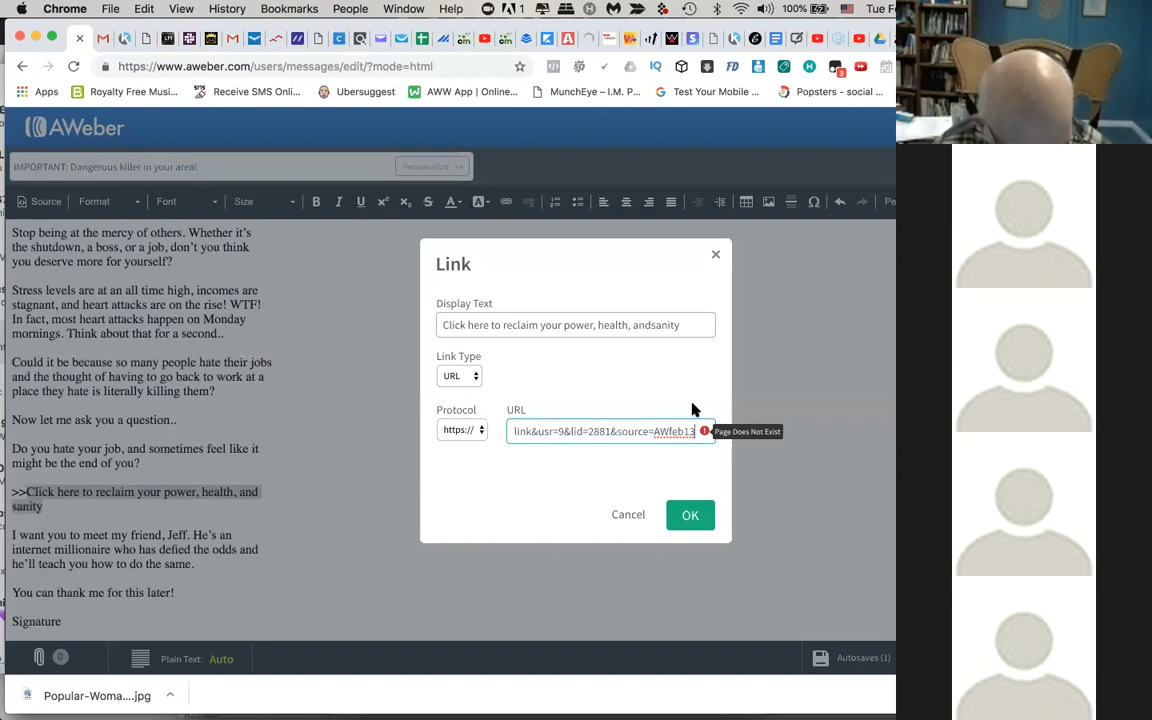 Chrome File Edit View History Bookmarks People Window Help 1 100% Tue F
https://www.aweber.com/users/messages/edit/?mode=html
IQ FD 3
Apps Royalty Free Musi... Receive SMS Onli... Ubersuggest AWW App | Online... MunchEye – I.M. P... Test Your Mobile ... Popsters - social ...
AWeber
IMPORTANT: Dangerous killer in your area! Personalize
Source Format Font Size Pe
Stop being at the mercy of others. Whether it's
the shutdown, a boss, or a job, don't you think
you deserve more for yourself?
Stress levels are at an all time high, incomes are
stagnant, and heart attacks are on the rise! WTF!
In fact, most heart attacks happen on Monday
mornings. Think about that for a second..
Could it be because so many people hate their jobs
and the thought of having to go back to work at a
place they hate is literally killing them?
Now let me ask you a question..
Do you hate your job, and sometimes feel like it
might be the end of you?
>>Click here to reclaim your power, health, and
sanity
I want you to meet my friend, Jeff. He's an
internet millionaire who has defied the odds and
he'll teach you how to do the same.
You can thank me for this later!
Signature
Link
Display Text
Click here to reclaim your power, health, andsanity
Link Type
URL
Protocol URL
https:// link&usr=9&lid=2881&source=AWfeb13 Page Does Not Exist
Cancel OK
0 Plain Text: Auto Autosaves (1)
Popular-Woma....jpg